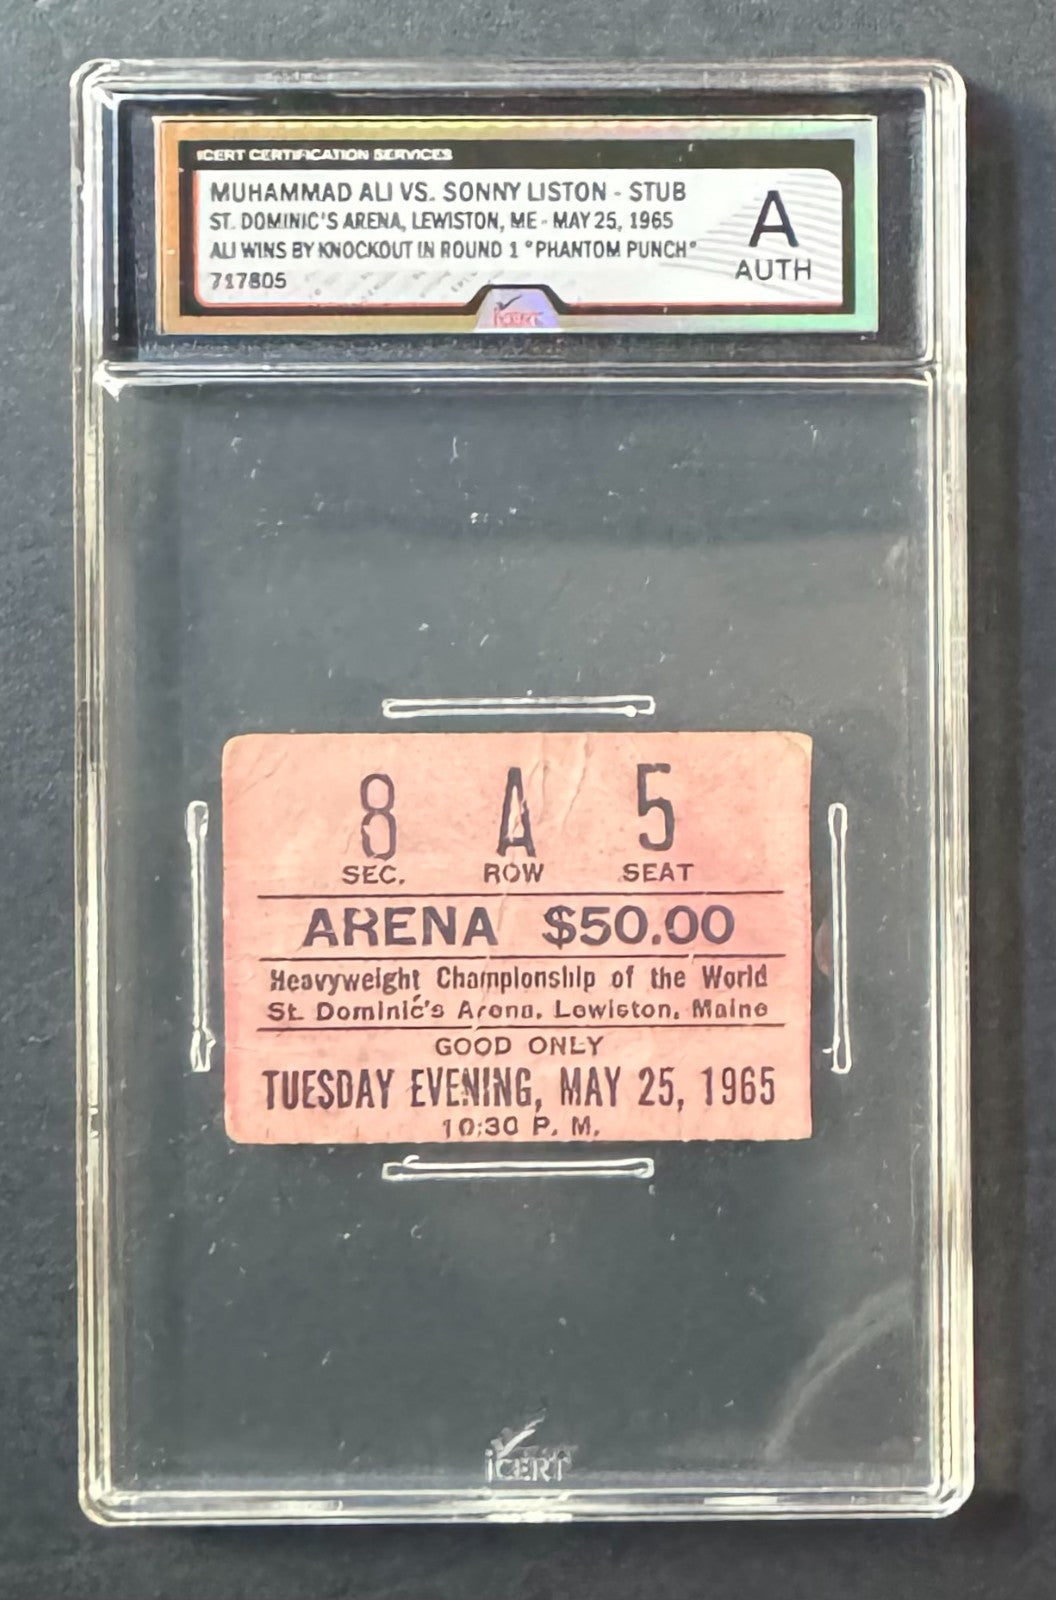 ICERT CERTIFICATION SERVICES
MUHAMMAD ALI VS. SONNY LISTON - STUB
ST. DOMINIC'S ARENA, LEWISTON, ME - MAY 25, 1965
ALI WINS BY KNOCKOUT IN ROUND 1 "PHANTOM PUNCH"
717805
A
AUTH
8 A 5
SEC. ROW SEAT
ARENA $50.00
Heavyweight Championship of the World
St. Dominic's Arena, Lewiston, Maine
GOOD ONLY
TUESDAY EVENING, MAY 25, 1965
10:30 P. M.
iCERT